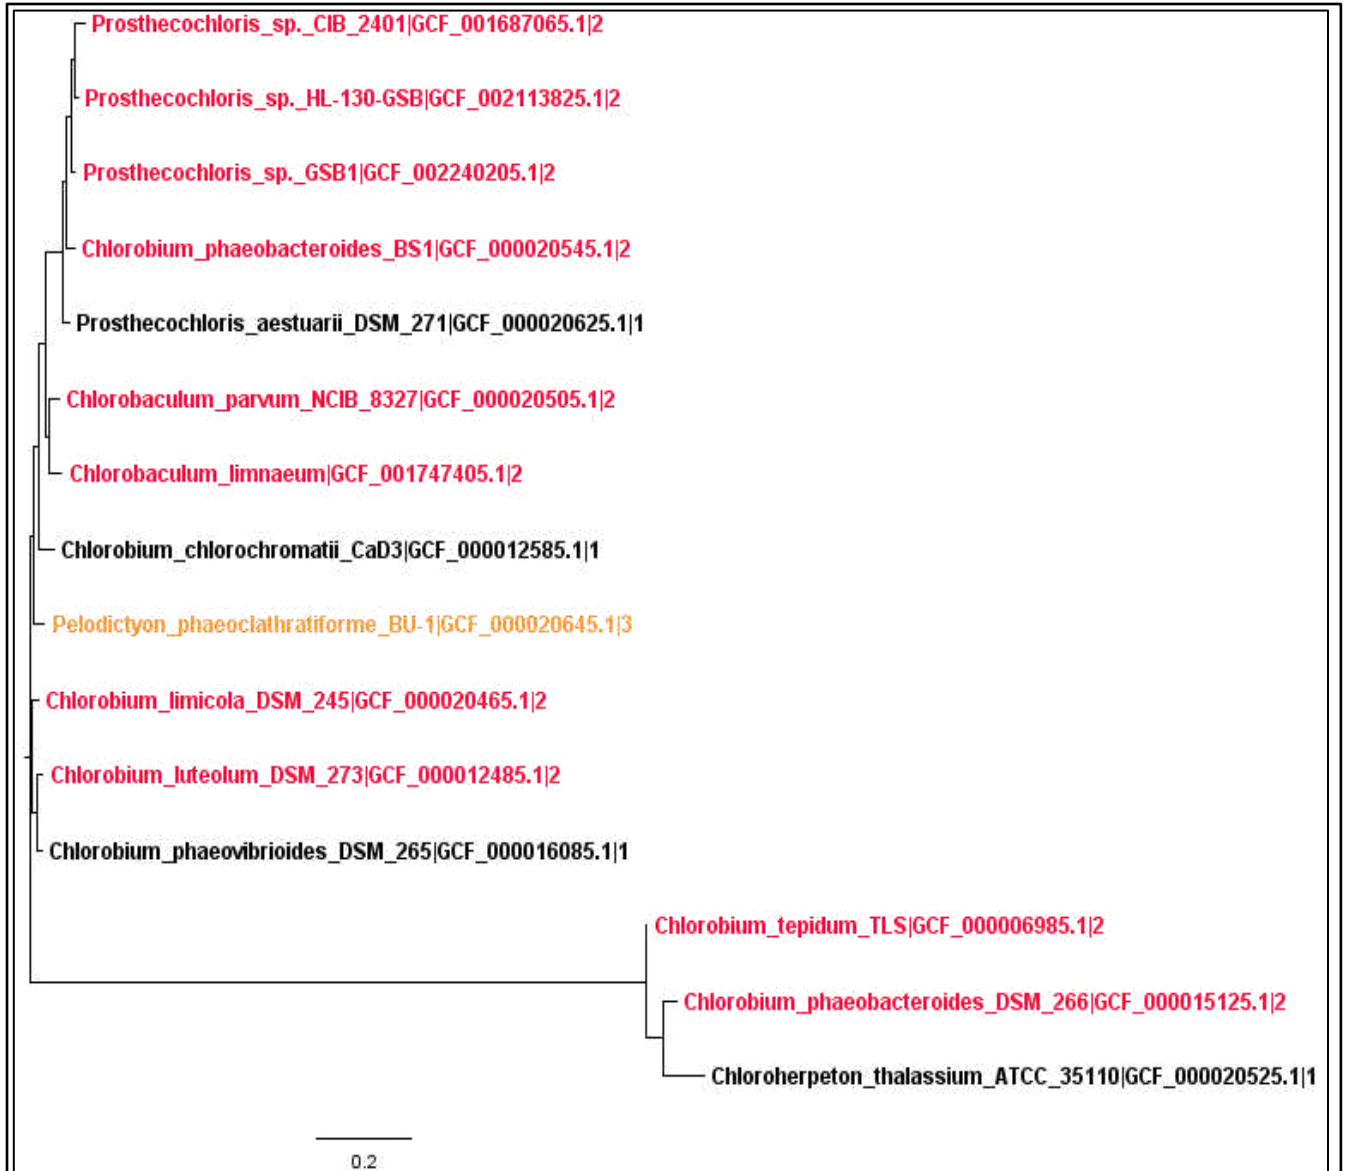 Prosthecochloris_sp._CIB_2401|GCF_001687065.1|2
Prosthecochloris_sp._HL-130-GSB|GCF_002113825.1|2
Prosthecochloris_sp._GSB1|GCF_002240205.1|2
Chlorobium_phaeobacteroides_BS1|GCF_000020545.1|2
Prosthecochloris_aestuarii_DSM_271|GCF_000020625.1|1
Chlorobaculum_parvum_NCIB_8327|GCF_000020505.1|2
Chlorobaculum_limnaeum|GCF_001747405.1|2
Chlorobium_chlorochromatii_CaD3|GCF_000012585.1|1
Pelodictyon_phaeoclathratiforme_BU-1|GCF_000020645.1|3
Chlorobium_limicola_DSM_245|GCF_000020465.1|2
Chlorobium_luteolum_DSM_273|GCF_000012485.1|2
Chlorobium_phaeovibrioides_DSM_265|GCF_000016085.1|1
Chlorobium_tepidum_TLS|GCF_000006985.1|2
Chlorobium_phaeobacteroides_DSM_266|GCF_000015125.1|2
Chloroherpeton_thalassium_ATCC_35110|GCF_000020525.1|1
0.2